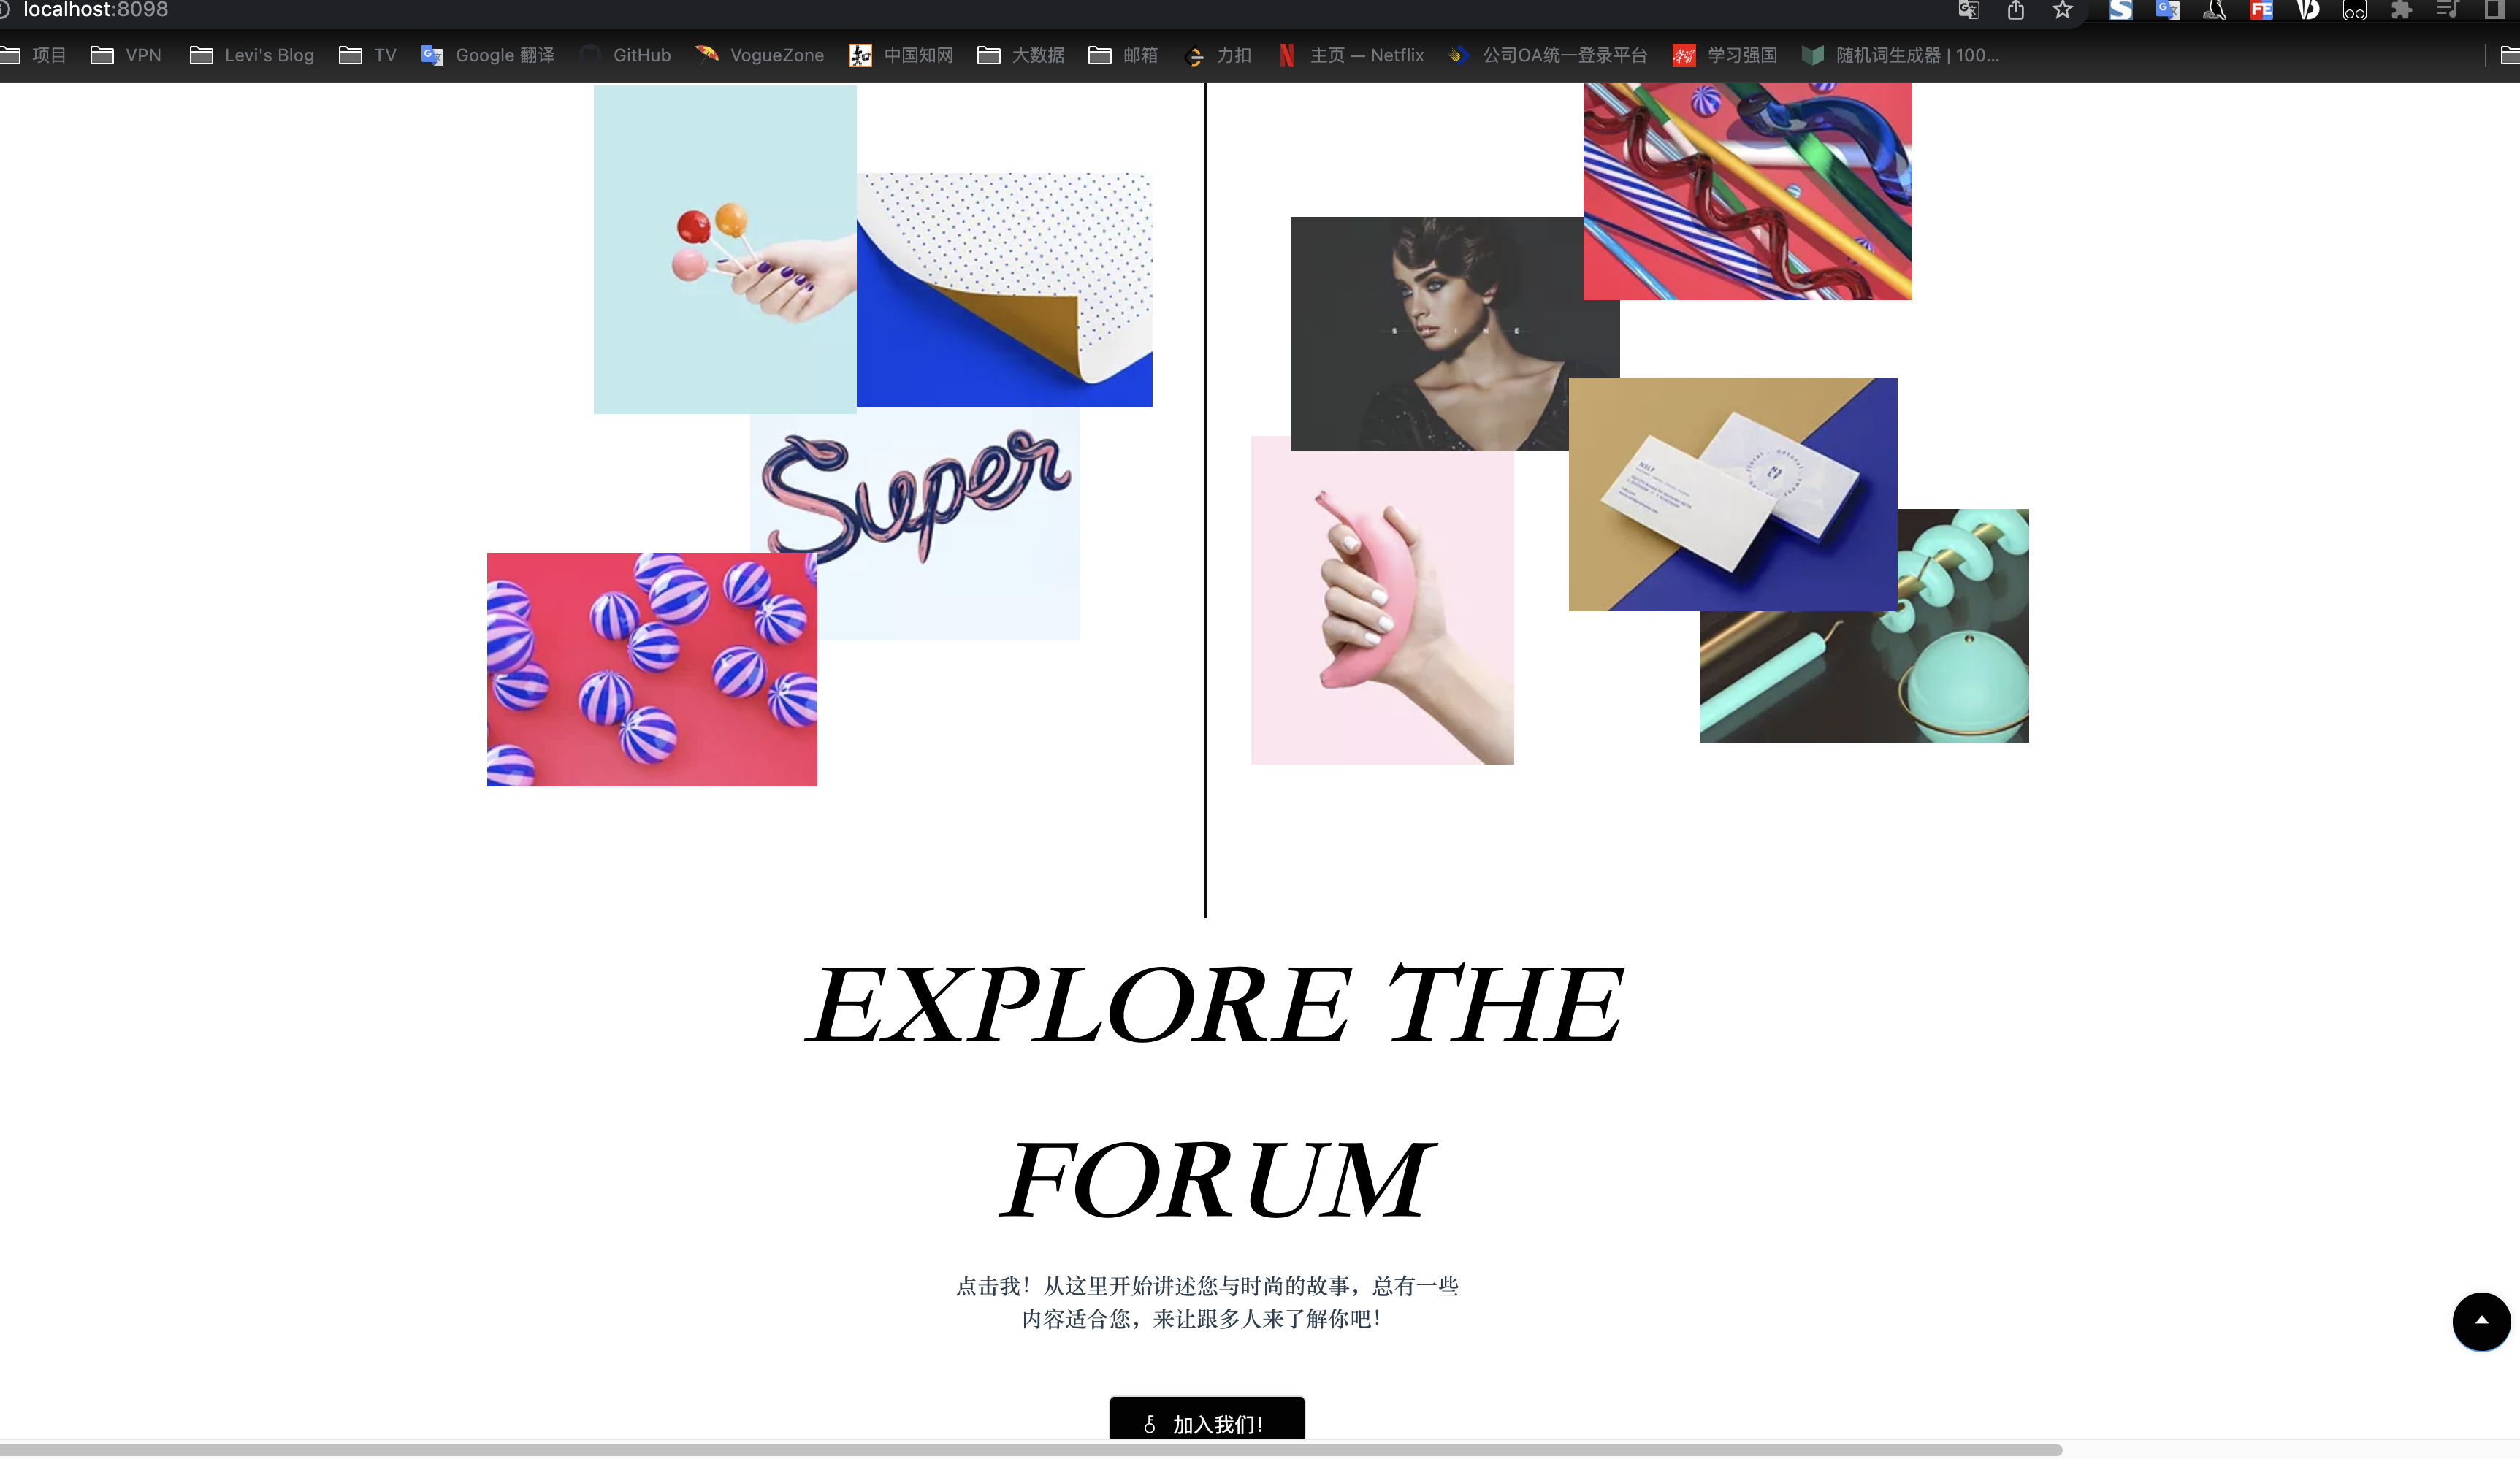 localhost:8098
项目 VPN Levi's Blog TV Google 翻译 GitHub VogueZone 中国知网 大数据 邮箱 力扣 主页 — Netflix 公司OA统一登录平台 学习强国 随机词生成器 | 100...
Super
EXPLORE THE
FORUM
点击我！从这里开始讲述您与时尚的故事，总有一些
内容适合您，来让跟多人来了解你吧！
加入我们！